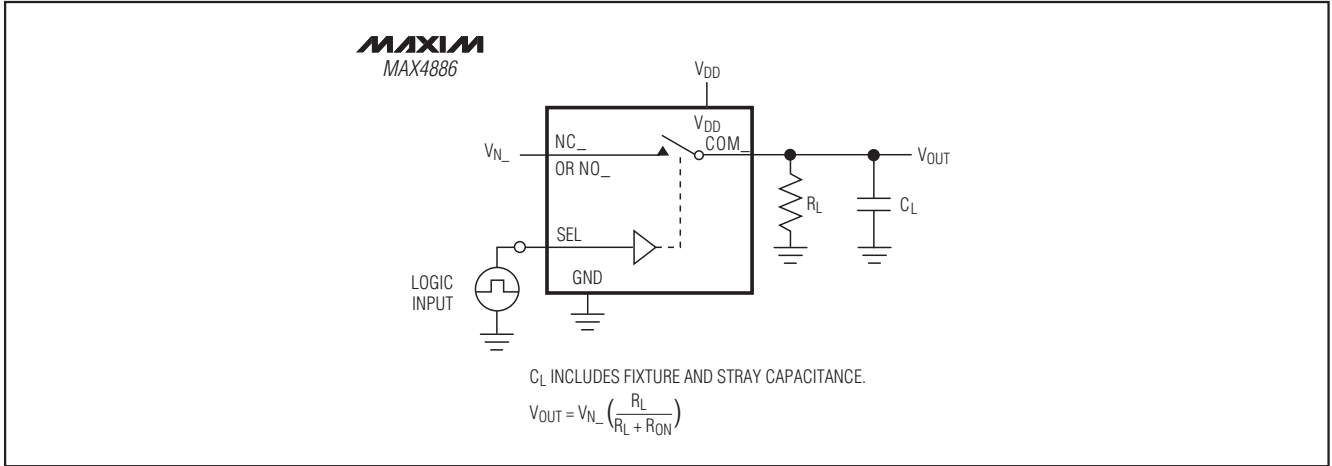 MAXIM
MAX4886
VDD
VDD
VN_
NC_
COM_
OR NO_
VOUT
RL
CL
SEL
GND
LOGIC
INPUT
CL INCLUDES FIXTURE AND STRAY CAPACITANCE.
VOUT = VN_ (RL / RL + RON)